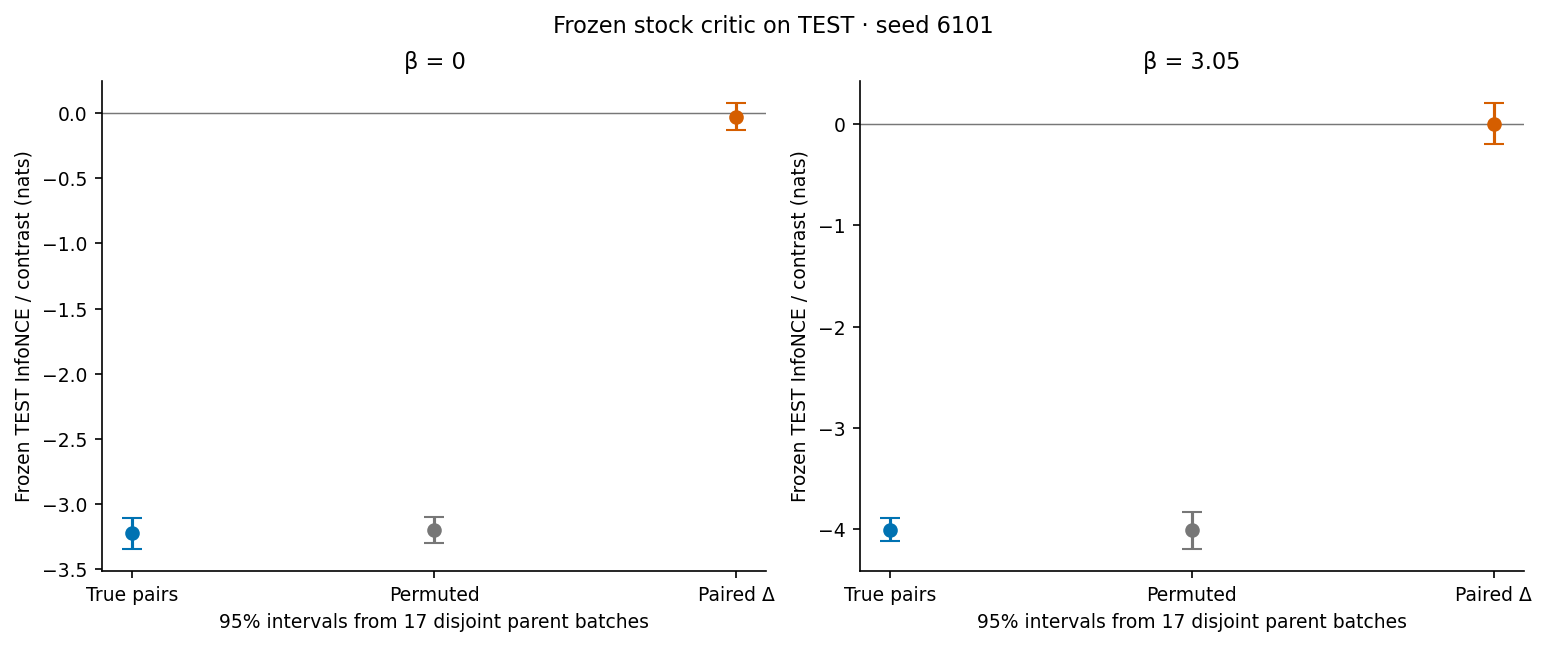 Frozen stock critic on TEST · seed 6101
β = 0
Frozen TEST InfoNCE / contrast (nats)
0.0
−0.5
−1.0
−1.5
−2.0
−2.5
−3.0
−3.5
True pairs Permuted Paired Δ
95% intervals from 17 disjoint parent batches
β = 3.05
Frozen TEST InfoNCE / contrast (nats)
0
−1
−2
−3
−4
True pairs Permuted Paired Δ
95% intervals from 17 disjoint parent batches